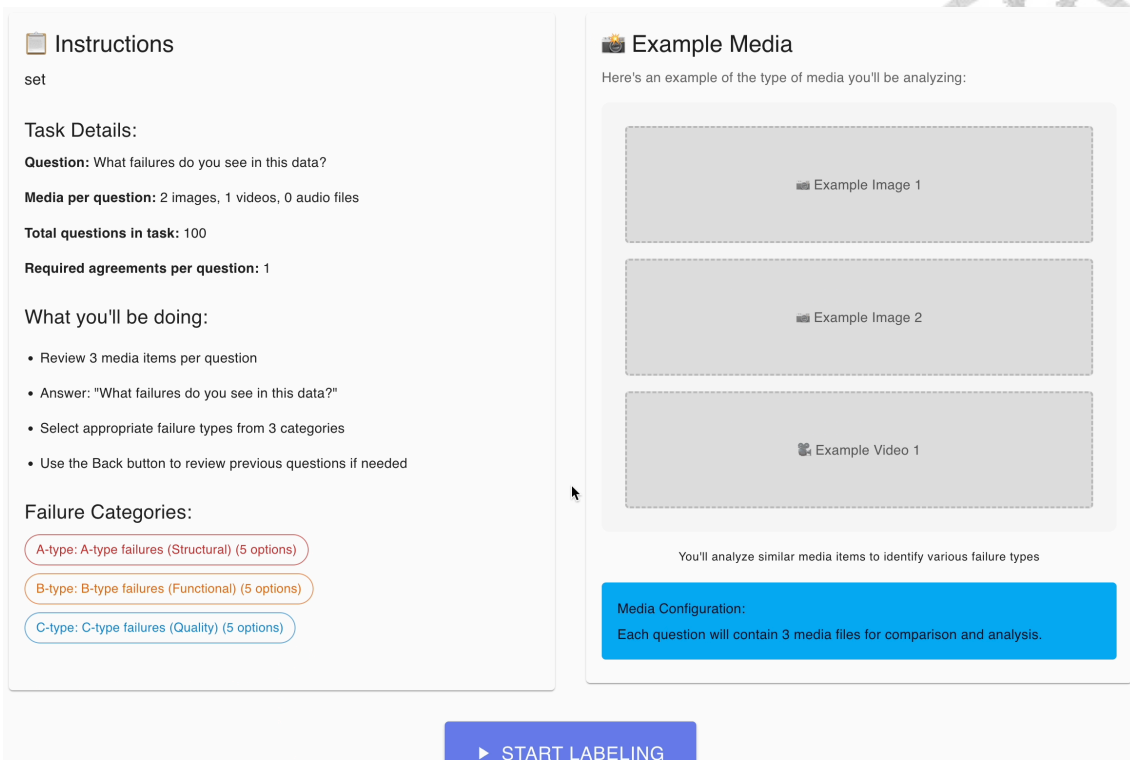 Instructions
set
Task Details:
Question: What failures do you see in this data?
Media per question: 2 images, 1 videos, 0 audio files
Total questions in task: 100
Required agreements per question: 1
What you'll be doing:
• Review 3 media items per question
• Answer: "What failures do you see in this data?"
• Select appropriate failure types from 3 categories
• Use the Back button to review previous questions if needed
Failure Categories:
A-type: A-type failures (Structural) (5 options)
B-type: B-type failures (Functional) (5 options)
C-type: C-type failures (Quality) (5 options)
Example Media
Here's an example of the type of media you'll be analyzing:
Example Image 1
Example Image 2
Example Video 1
You'll analyze similar media items to identify various failure types
Media Configuration:
Each question will contain 3 media files for comparison and analysis.
START LABELING